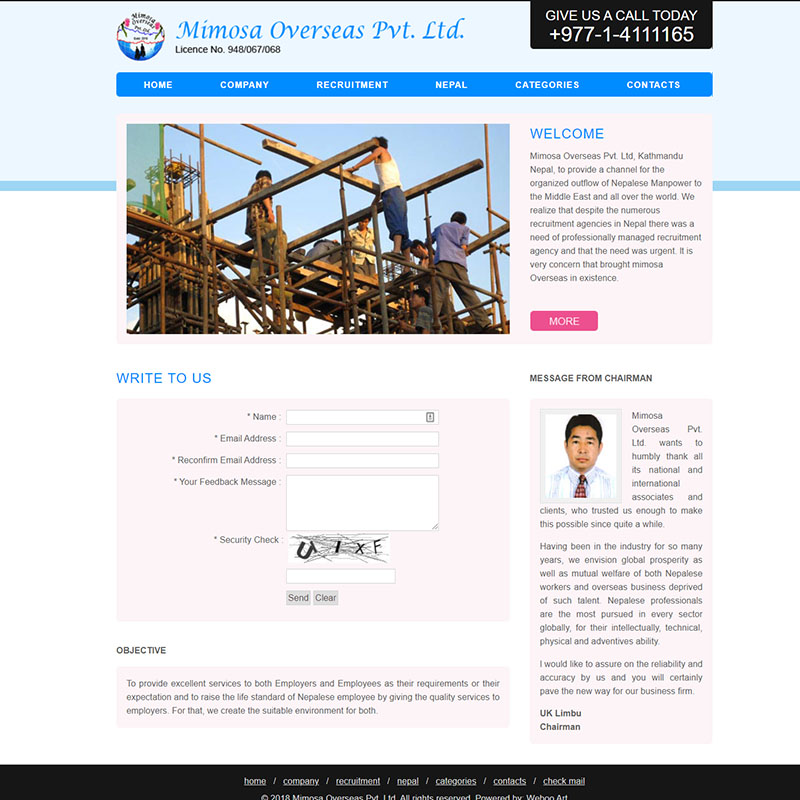 Mimosa Overseas Pvt. Ltd.
Licence No. 948/067/068
GIVE US A CALL TODAY
+977-1-4111165
HOME COMPANY RECRUITMENT NEPAL CATEGORIES CONTACTS
WELCOME
Mimosa Overseas Pvt. Ltd, Kathmandu
Nepal, to provide a channel for the
organized outflow of Nepalese Manpower to
the Middle East and all over the world. We
realize that despite the numerous
recruitment agencies in Nepal there was a
need of professionally managed recruitment
agency and that the need was urgent. It is
very concern that brought mimosa
Overseas in existence.
MORE
WRITE TO US
* Name :
* Email Address :
* Reconfirm Email Address :
* Your Feedback Message :
* Security Check :
U I X F
Send Clear
OBJECTIVE
To provide excellent services to both Employers and Employees as their requirements or their
expectation and to raise the life standard of Nepalese employee by giving the quality services to
employers. For that, we create the suitable environment for both.
MESSAGE FROM CHAIRMAN
Mimosa
Overseas Pvt.
Ltd. wants to
humbly thank all
its national and
international
associates and
clients, who trusted us enough to make
this possible since quite a while.
Having been in the industry for so many
years, we envision global prosperity as
well as mutual welfare of both Nepalese
workers and overseas business deprived
of such talent. Nepalese professionals
are the most pursued in every sector
globally, for their intellectually, technical,
physical and adventives ability.
I would like to assure on the reliability and
accuracy by us and you will certainly
pave the new way for our business firm.
UK Limbu
Chairman
home / company / recruitment / nepal / categories / contacts / check mail
© 2018 Mimosa Overseas Pvt. Ltd. All rights reserved. Powered by: Weboo Art